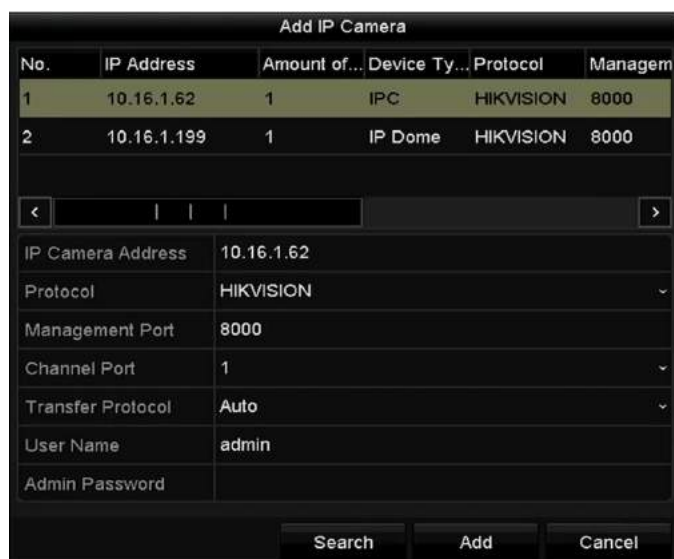 Add IP Camera
No. IP Address Amount of... Device Ty... Protocol Managem
1 10.16.1.62 1 IPC HIKVISION 8000
2 10.16.1.199 1 IP Dome HIKVISION 8000
IP Camera Address 10.16.1.62
Protocol HIKVISION
Management Port 8000
Channel Port 1
Transfer Protocol Auto
User Name admin
Admin Password
Search Add Cancel